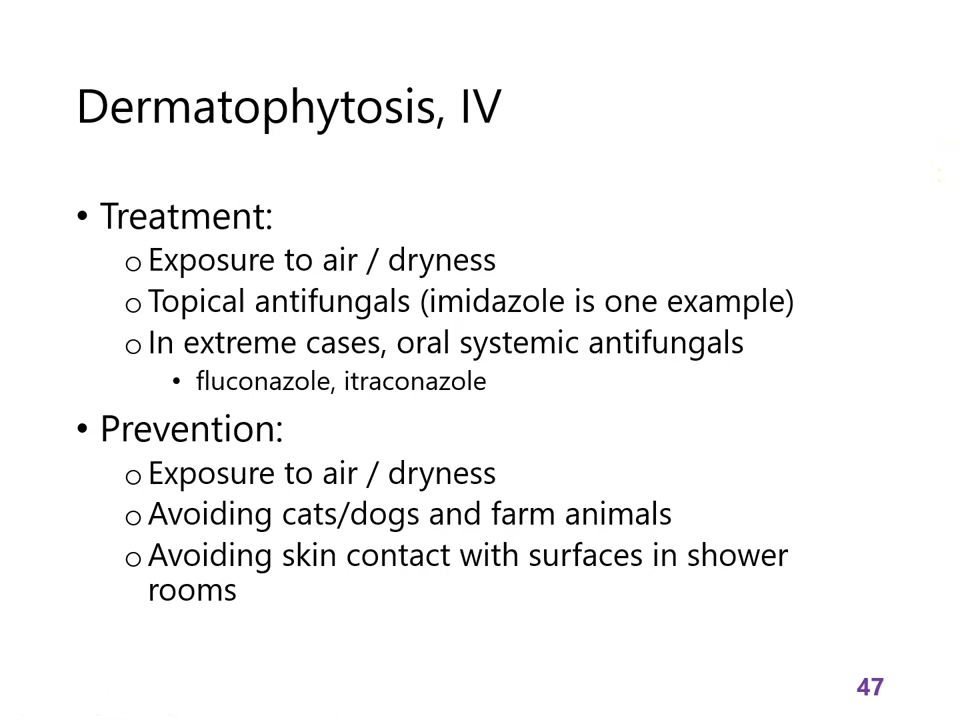 Dermatophytosis, IV
• Treatment:
o Exposure to air / dryness
o Topical antifungals (imidazole is one example)
o In extreme cases, oral systemic antifungals
• fluconazole, itraconazole
• Prevention:
o Exposure to air / dryness
o Avoiding cats/dogs and farm animals
o Avoiding skin contact with surfaces in shower
rooms
47